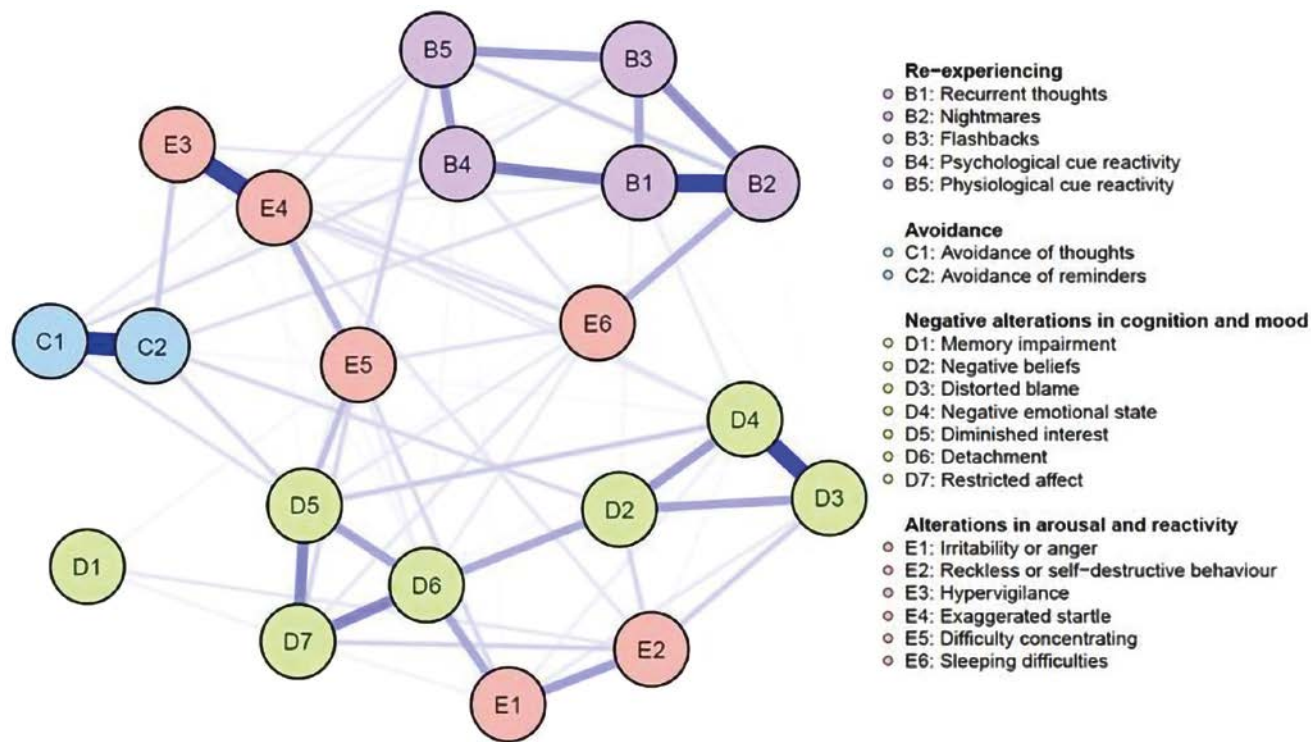 B5
B3
E3
B4
B1
B2
E4
E6
C1
C2
E5
D4
D5
D2
D3
D1
D6
D7
E2
E1
Re−experiencing
B1: Recurrent thoughts
B2: Nightmares
B3: Flashbacks
B4: Psychological cue reactivity
B5: Physiological cue reactivity
Avoidance
C1: Avoidance of thoughts
C2: Avoidance of reminders
Negative alterations in cognition and mood
D1: Memory impairment
D2: Negative beliefs
D3: Distorted blame
D4: Negative emotional state
D5: Diminished interest
D6: Detachment
D7: Restricted affect
Alterations in arousal and reactivity
E1: Irritability or anger
E2: Reckless or self−destructive behaviour
E3: Hypervigilance
E4: Exaggerated startle
E5: Difficulty concentrating
E6: Sleeping difficulties